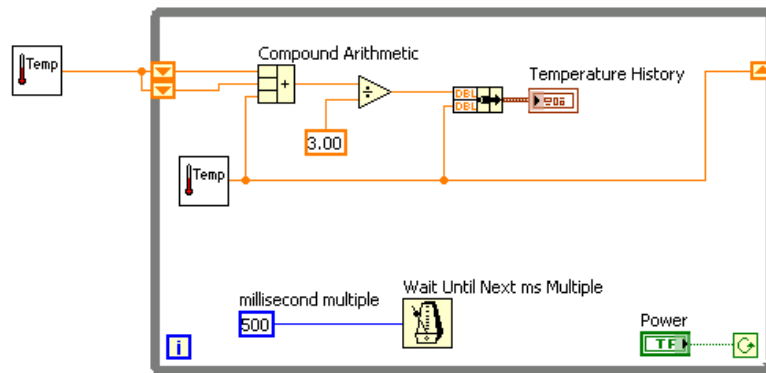 Temp
Compound Arithmetic
+
÷
3.00
DBL
DBL
Temperature History
Temp
millisecond multiple
500
Wait Until Next ms Multiple
Power
TF
i